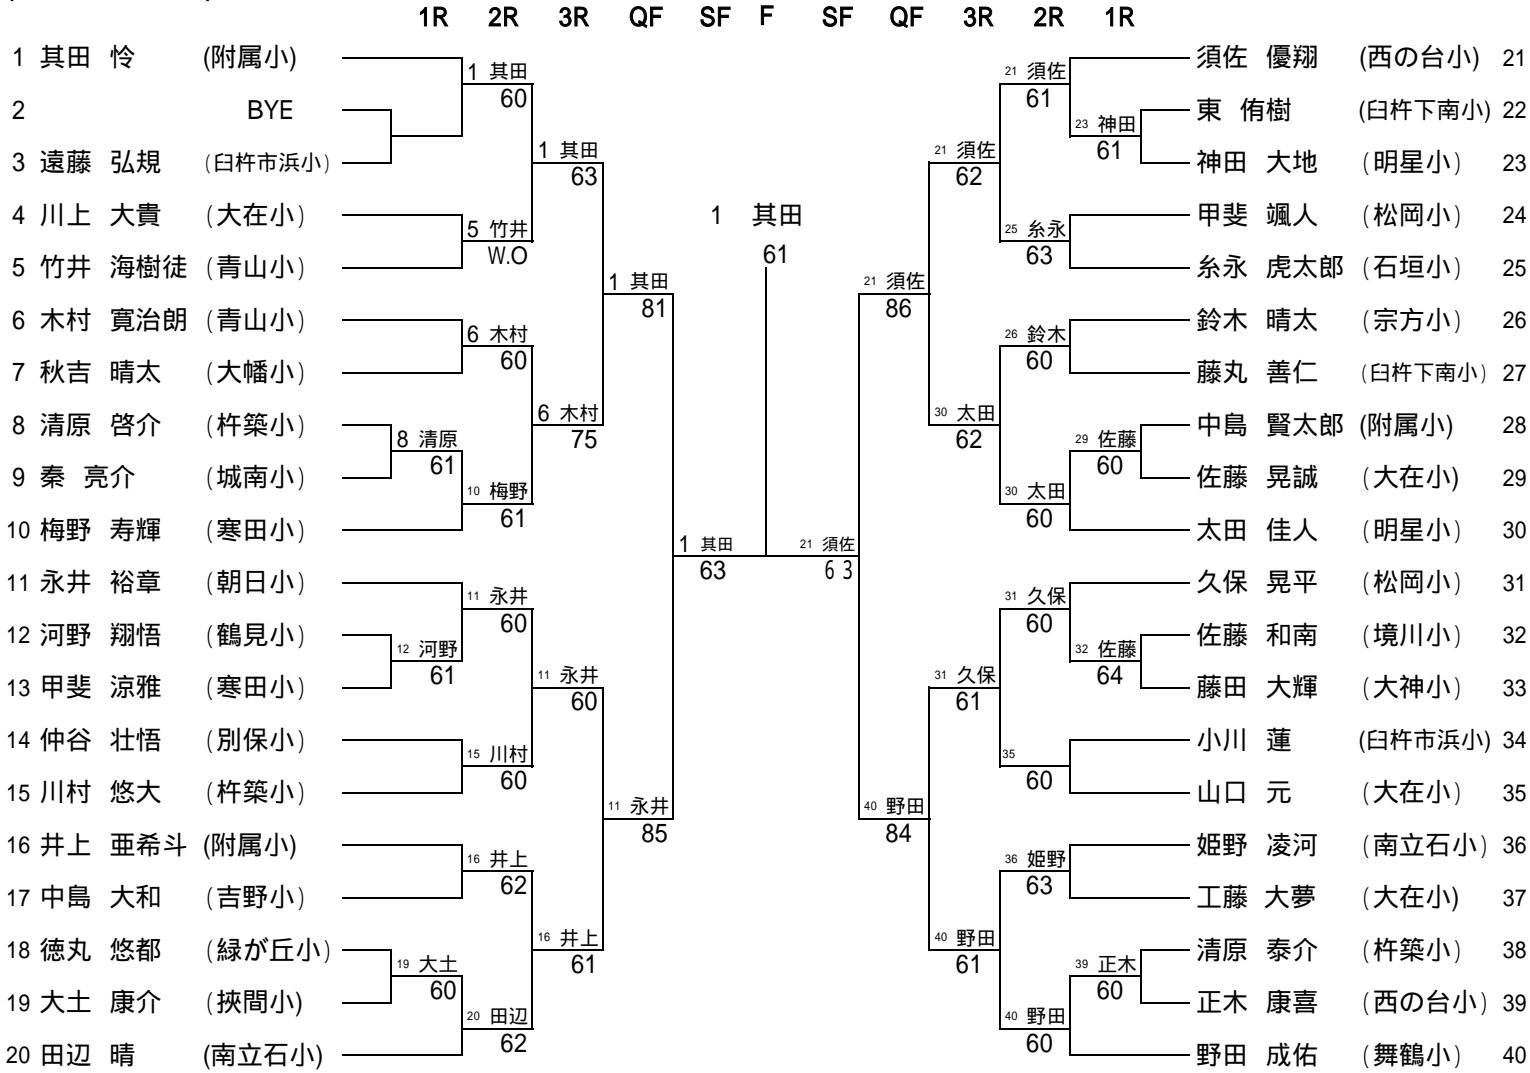 1R 2R 3R QF SF F SF QF 3R 2R 1R
1 其田 怜 (附属小)
2 BYE
3 遠藤 弘規 (臼杵市浜小)
4 川上 大貴 (大在小)
5 竹井 海樹徒 (青山小)
6 木村 寛治朗 (青山小)
7 秋吉 晴太 (大幡小)
8 清原 啓介 (杵築小)
9 秦 亮介 (城南小)
10 梅野 寿輝 (寒田小)
11 永井 裕章 (朝日小)
12 河野 翔悟 (鶴見小)
13 甲斐 涼雅 (寒田小)
14 仲谷 壮悟 (別保小)
15 川村 悠大 (杵築小)
16 井上 亜希斗 (附属小)
17 中島 大和 (吉野小)
18 徳丸 悠都 (緑が丘小)
19 大土 康介 (挾間小)
20 田辺 晴 (南立石小)
8 清原
61
12 河野
61
19 大土
60
1 其田
60
5 竹井
W.O
6 木村
60
10 梅野
61
11 永井
60
15 川村
60
16 井上
62
20 田辺
62
1 其田
63
6 木村
75
11 永井
60
16 井上
61
1 其田
81
11 永井
85
1 其田
63
1 其田
61
21 須佐
63
21 須佐
86
40 野田
84
21 須佐
62
30 太田
62
31 久保
61
40 野田
61
21 須佐
61
25 糸永
63
26 鈴木
60
30 太田
60
31 久保
60
35
60
36 姫野
63
40 野田
60
23 神田
61
29 佐藤
60
32 佐藤
64
39 正木
60
須佐 優翔 (西の台小) 21
東 侑樹 (臼杵下南小) 22
神田 大地 (明星小) 23
甲斐 颯人 (松岡小) 24
糸永 虎太郎 (石垣小) 25
鈴木 晴太 (宗方小) 26
藤丸 善仁 (臼杵下南小) 27
中島 賢太郎 (附属小) 28
佐藤 晃誠 (大在小) 29
太田 佳人 (明星小) 30
久保 晃平 (松岡小) 31
佐藤 和南 (境川小) 32
藤田 大輝 (大神小) 33
小川 蓮 (臼杵市浜小) 34
山口 元 (大在小) 35
姫野 凌河 (南立石小) 36
工藤 大夢 (大在小) 37
清原 泰介 (杵築小) 38
正木 康喜 (西の台小) 39
野田 成佑 (舞鶴小) 40